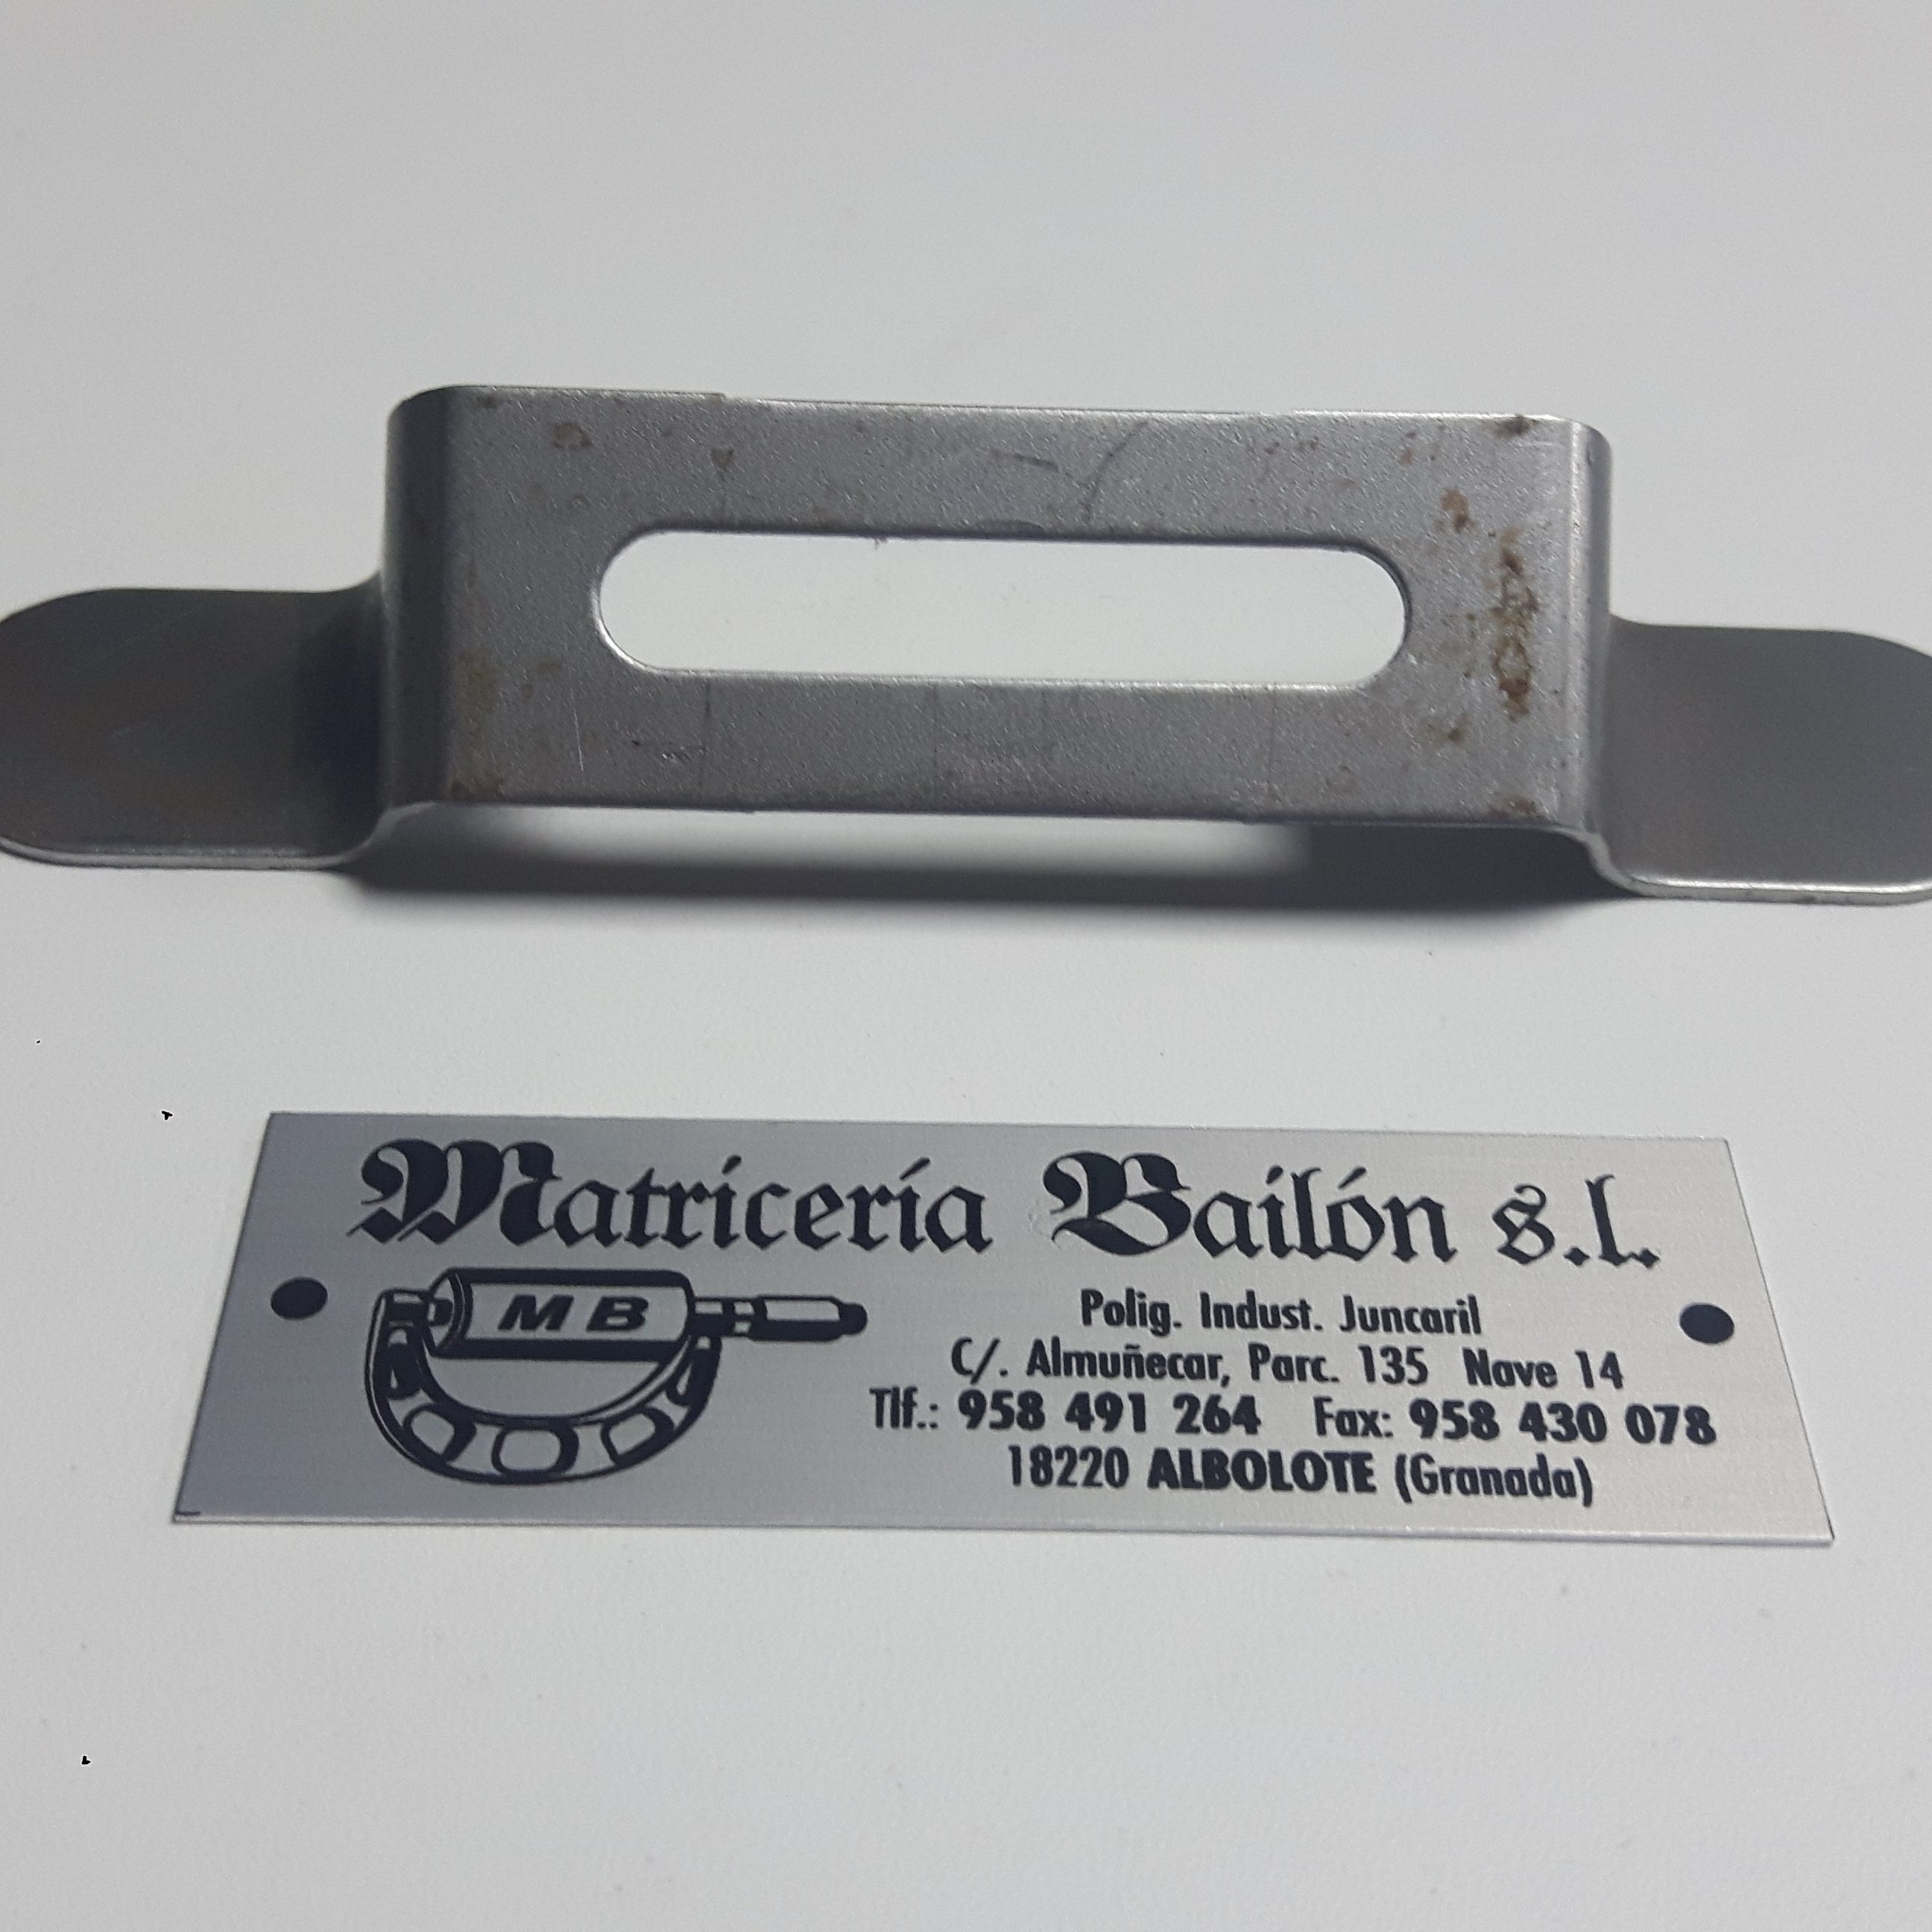 Matricería Bailón s.l.
M B
Polig. Indust. Juncaril
C/. Almuñecar, Parc. 135 Nave 14
Tlf.: 958 491 264 Fax: 958 430 078
18220 ALBOLOTE (Granada)